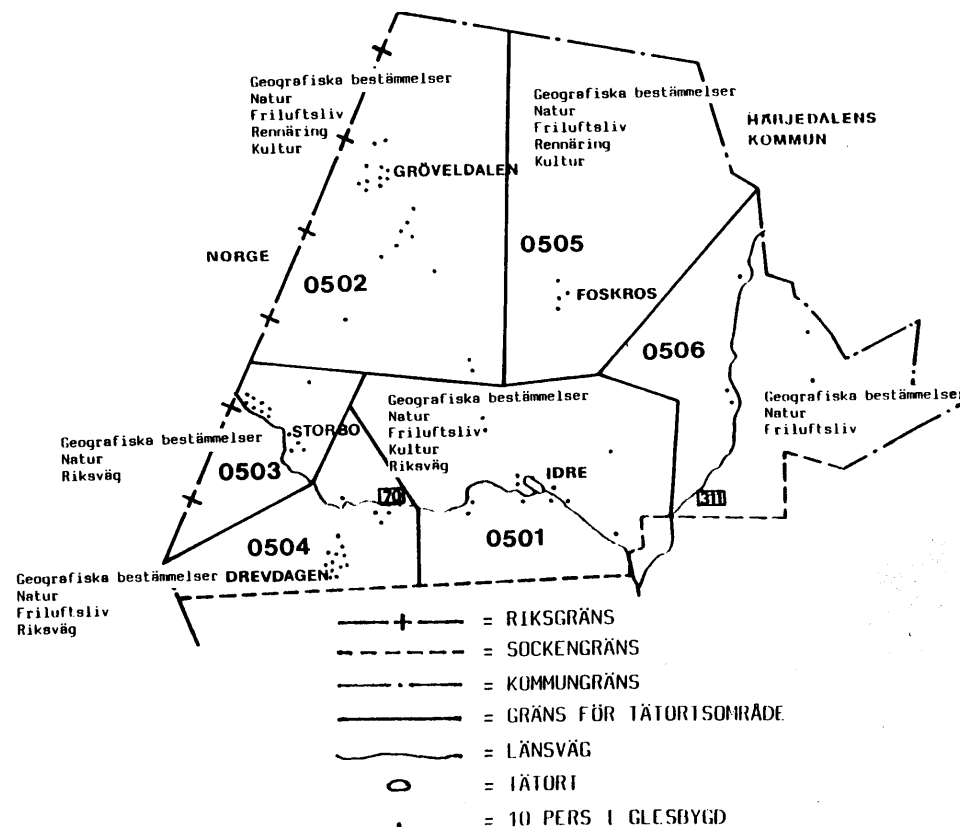 Geografiska bestämmelser
Natur
Friluftsliv
Rennäring
Kultur
Geografiska bestämmelser
Natur
Friluftsliv
Rennäring
Kultur
HÄRJEDALENS
KOMMUN
GRÖVELDALEN
NORGE
0502
0505
FOSKROS
0506
Geografiska bestämmelser
Natur
Friluftsliv
Kultur
Riksväg
Geografiska bestämmelser
Natur
Friluftsliv
STORBO
Geografiska bestämmelser
Natur
Riksväg
0503
IDRE
70
311
0504
0501
DREVDAGEN
Geografiska bestämmelser
Natur
Friluftsliv
Riksväg
= RIKSGRÄNS
= SOCKENGRÄNS
= KOMMUNGRÄNS
= GRÄNS FÖR TÄTORTSOMRÅDE
= LÄNSVÄG
= TÄTORT
= 10 PERS I GLESBYGD